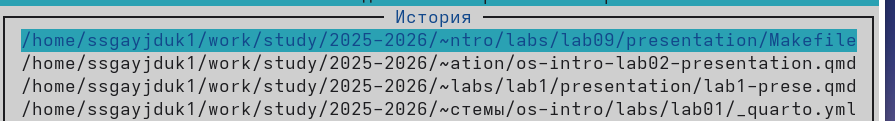 История
/home/ssgayjduk1/work/study/2025-2026/~ntro/labs/lab09/presentation/Makefile
/home/ssgayjduk1/work/study/2025-2026/~ation/os-intro-lab02-presentation.qmd
/home/ssgayjduk1/work/study/2025-2026/~labs/lab1/presentation/lab1-prese.qmd
/home/ssgayjduk1/work/study/2025-2026/~стемы/os-intro/labs/lab01/_quarto.yml